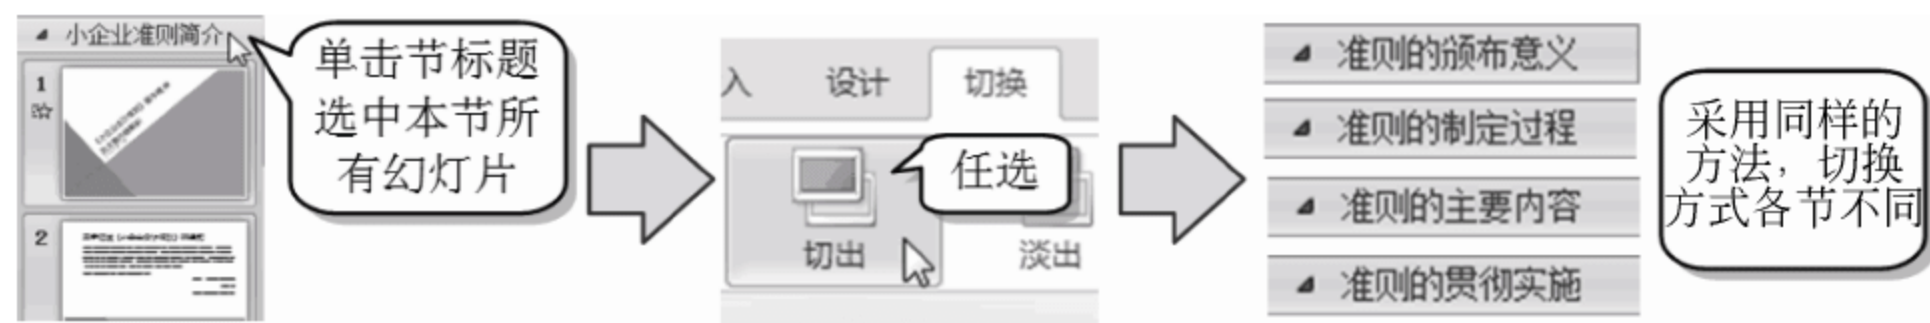 小企业准则简介
1
2
单击节标题
选中本节所
有幻灯片
入
设计
切换
任选
切出
淡出
准则的颁布意义
准则的制定过程
准则的主要内容
准则的贯彻实施
采用同样的
方法，切换
方式各节不同